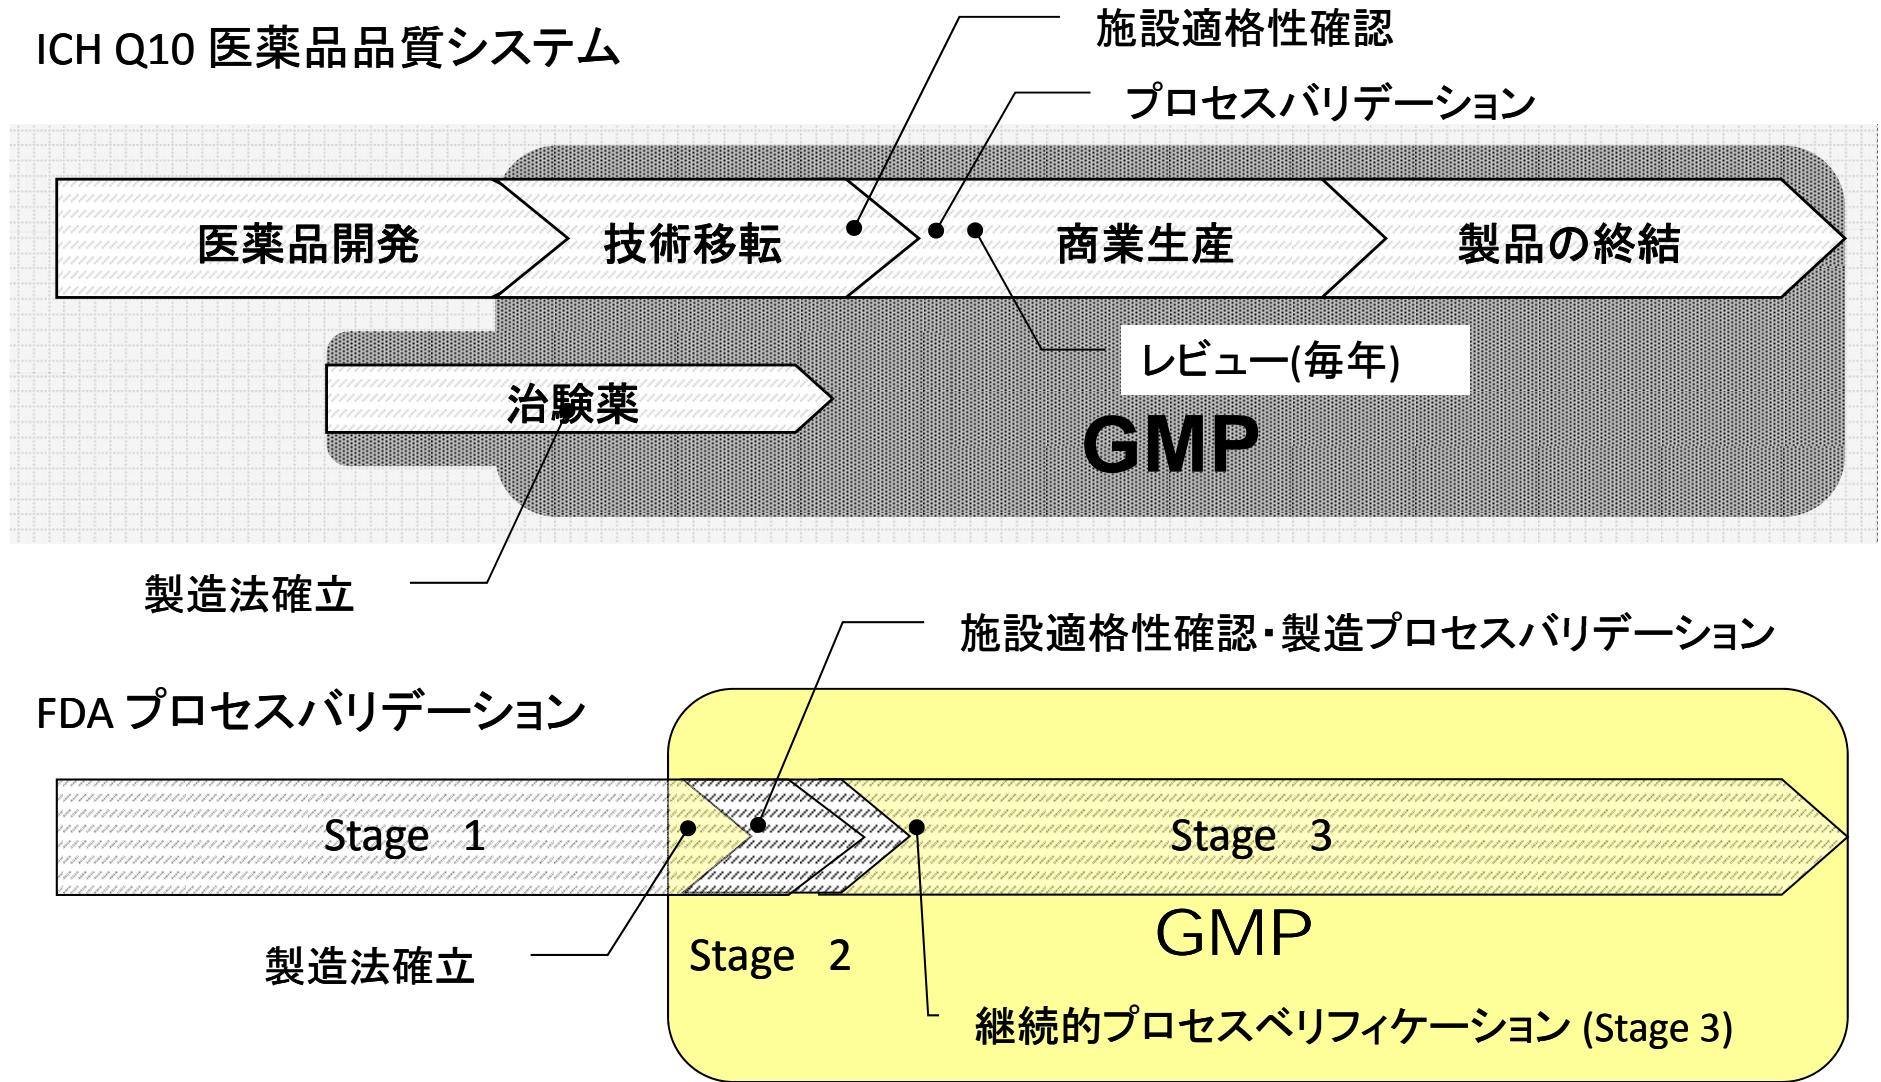 施設適格性確認
ICH Q10 医薬品品質システム
プロセスバリデーション
医薬品開発
技術移転
商業生産
製品の終結
レビュー(毎年)
治験薬
GMP
製造法確立
施設適格性確認・製造プロセスバリデーション
FDA プロセスバリデーション
Stage 1
Stage 3
GMP
製造法確立
Stage 2
継続的プロセスベリフィケーション (Stage 3)